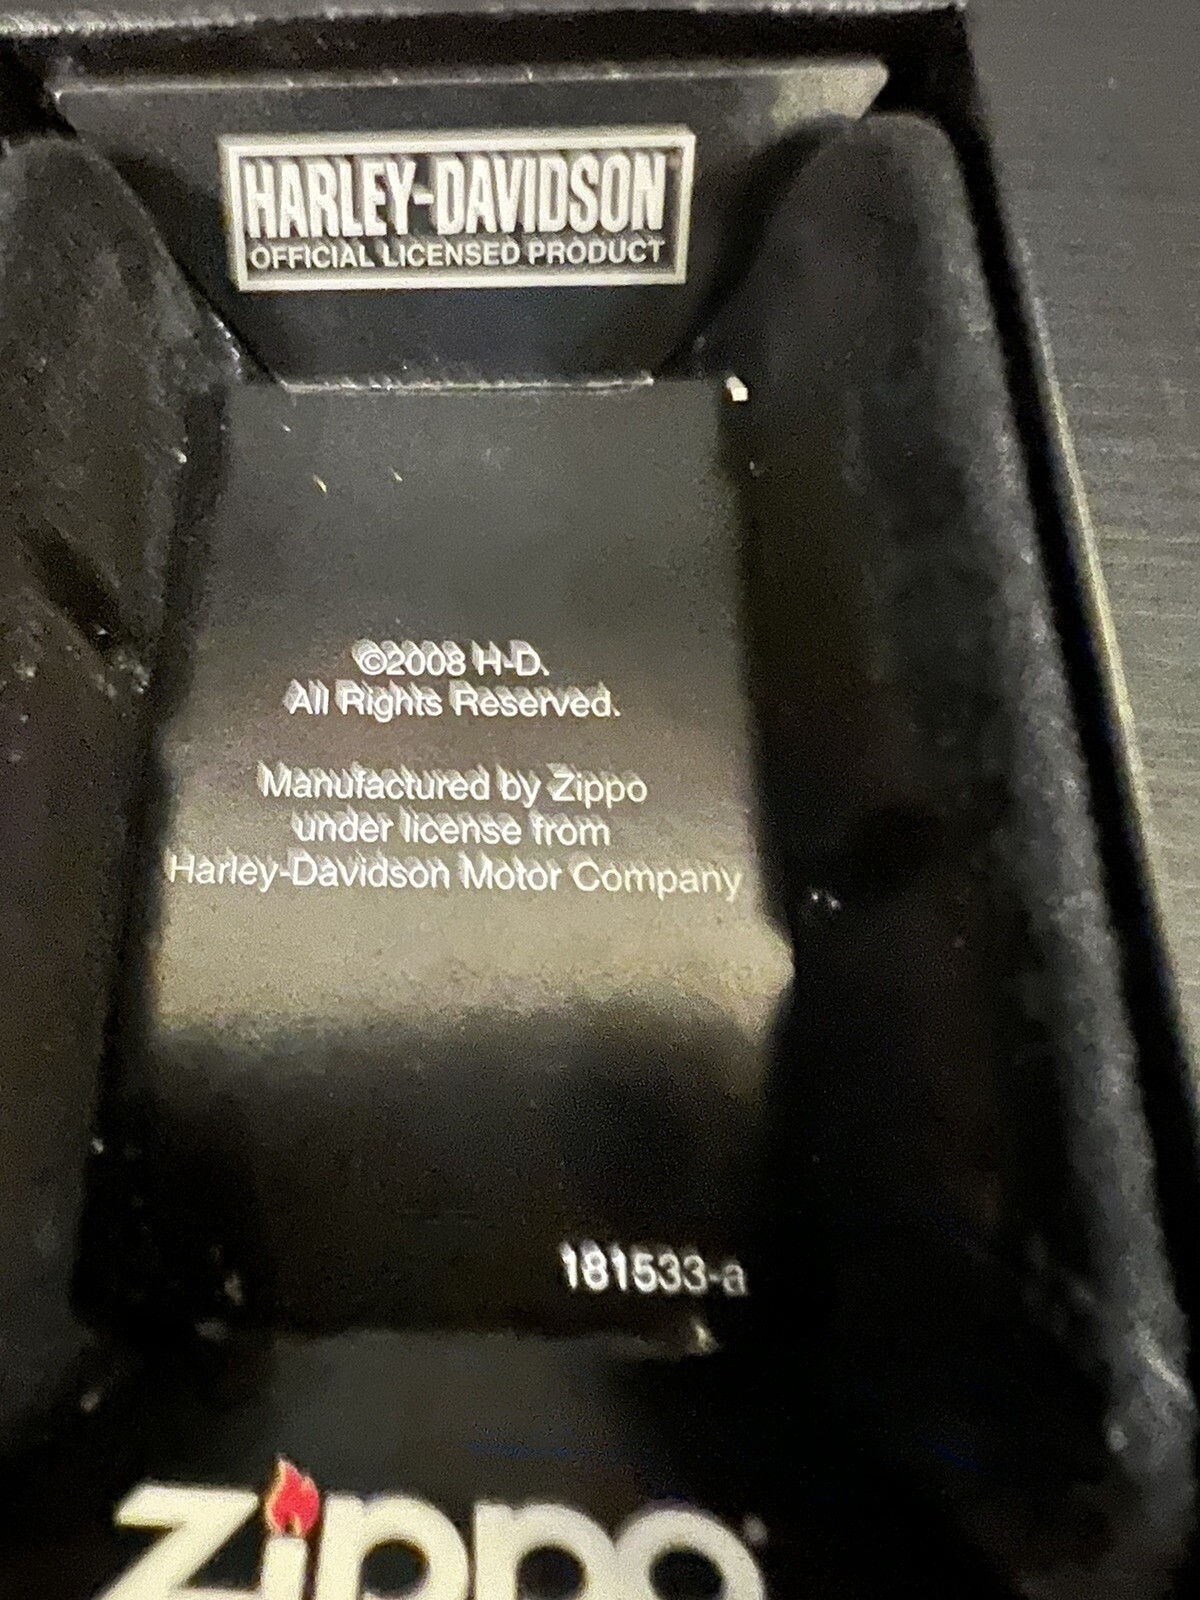 HARLEY-DAVIDSON
OFFICIAL LICENSED PRODUCT
©2008 H-D.
All Rights Reserved.
Manufactured by Zippo
under license from
Harley-Davidson Motor Company
181533-a
zippo